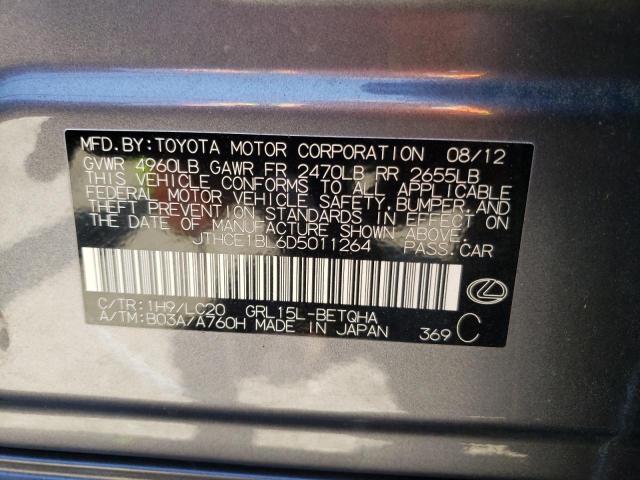 MFD.BY:TOYOTA MOTOR CORPORATION 08/12
GVWR 4960LB GAWR FR 2470LB RR 2655LB
THIS VEHICLE CONFORMS TO ALL APPLICABLE
FEDERAL MOTOR VEHICLE SAFETY,BUMPER,AND
THEFT PREVENTION STANDARDS IN EFFECT ON
THE DATE OF MANUFACTURE SHOWN ABOVE.
JTHCE1BL6D5011264 PASS.CAR
C/TR:1H9/LC20 GRL15L-BETQHA
A/TM:B03A/A760H MADE IN JAPAN 369 C